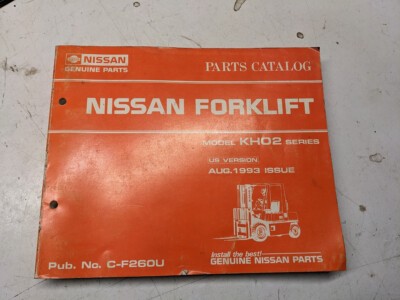 NISSAN
GENUINE PARTS
PARTS CATALOG
NISSAN FORKLIFT
MODEL KH02 SERIES
US VERSION
AUG.1993 ISSUE
Install the best!
GENUINE NISSAN PARTS
Pub. No. C-F260U